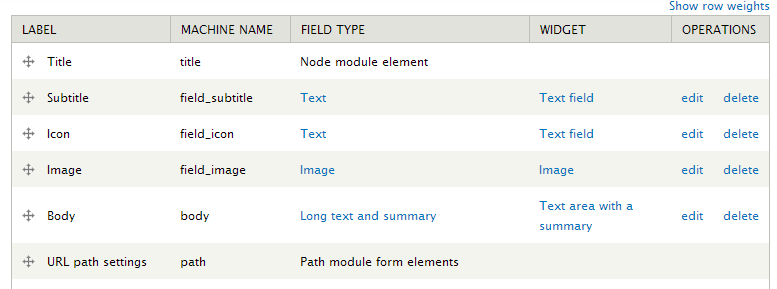 Show row weights
LABEL MACHINE NAME FIELD TYPE WIDGET OPERATIONS
Title title Node module element
Subtitle field_subtitle Text Text field edit delete
Icon field_icon Text Text field edit delete
Image field_image Image Image edit delete
Body body Long text and summary Text area with a summary edit delete
URL path settings path Path module form elements